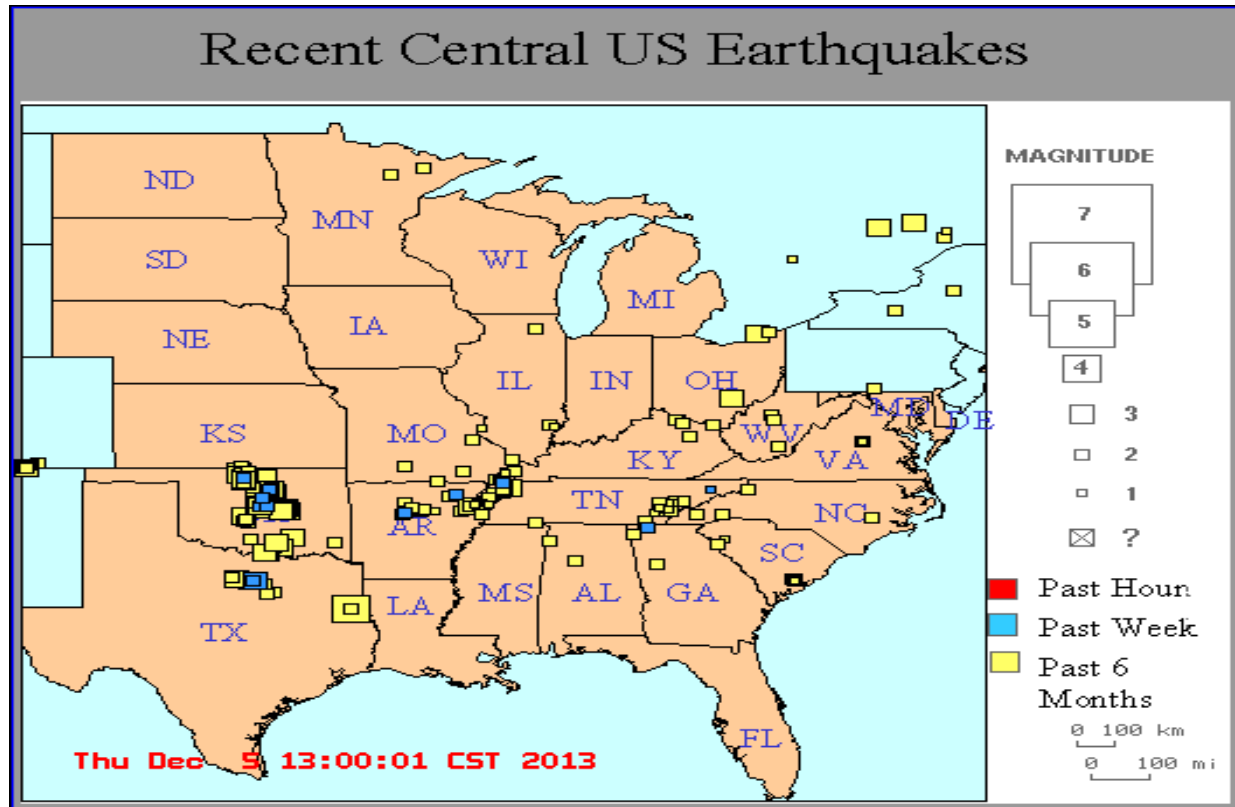 Recent Central US Earthquakes
MAGNITUDE
7
6
5
4
3
2
1
?
Past Houn
Past Week
Past 6
Months
0 100 km
0 100 mi
ND
MN
SD
WI
MI
NE
IA
IL
IN
OH
MD
DE
KS
MO
WV
KY
VA
TN
NC
AR
SC
MS
AL
GA
LA
TX
FL
Thu Dec 5 13:00:01 CST 2013